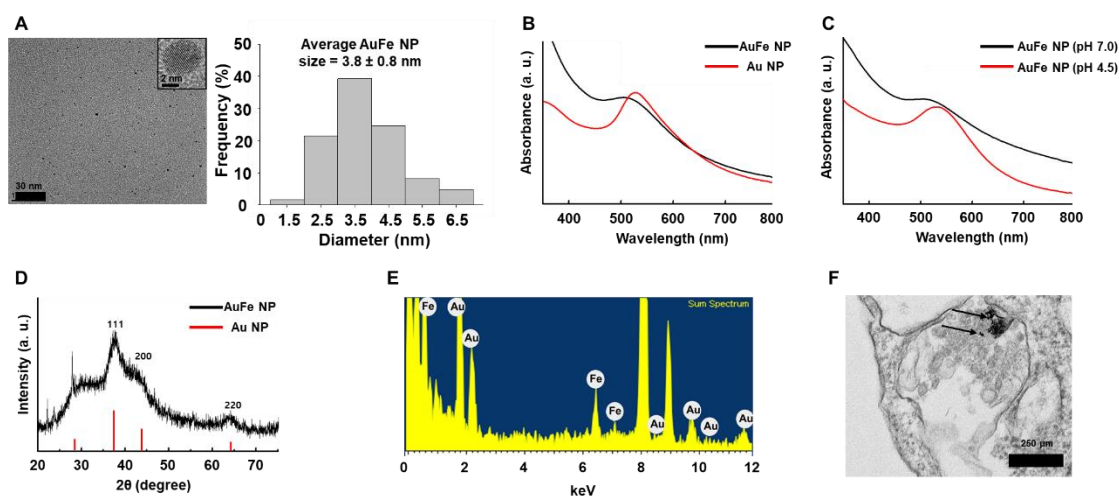 A
2 nm
30 nm
Average AuFe NP
size = 3.8 ± 0.8 nm
Frequency (%)
50
40
30
20
10
0
0
1.5
2.5
3.5
4.5
5.5
6.5
Diameter (nm)
B
AuFe NP
Au NP
Absorbance (a. u.)
400
500
600
700
800
Wavelength (nm)
C
AuFe NP (pH 7.0)
AuFe NP (pH 4.5)
Absorbance (a. u.)
400
500
600
700
800
Wavelength (nm)
D
AuFe NP
Au NP
111
200
220
Intensity (a. u.)
20
30
40
50
60
70
2θ (degree)
E
Sum Spectrum
Fe
Au
Au
Fe
Fe
Au
Au
Au
Au
0
2
4
6
8
10
12
keV
F
250 µm